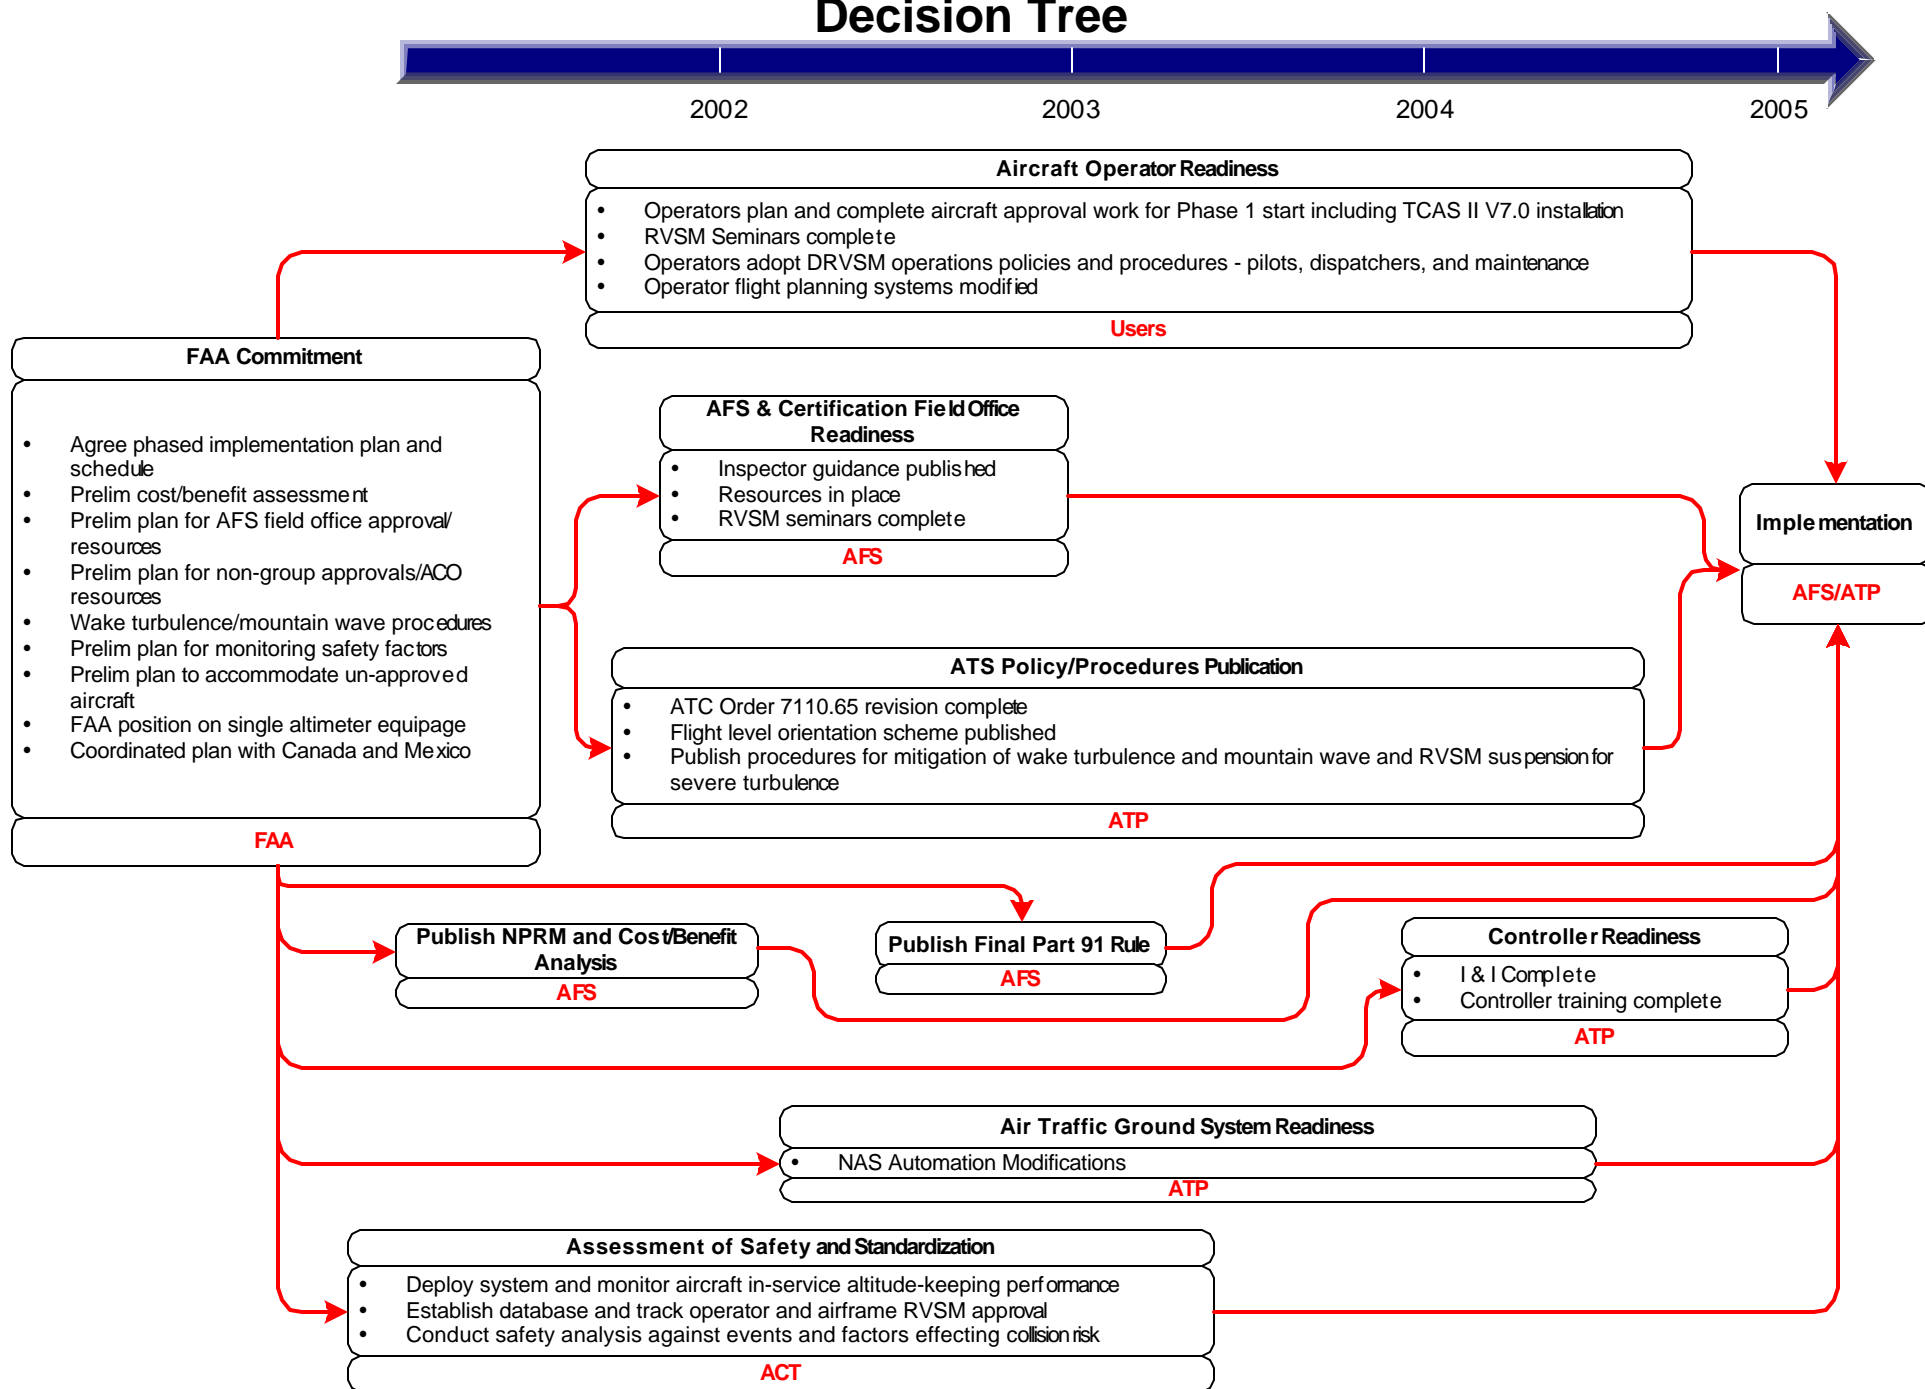 Decision Tree
2002
2003
2004
2005
Aircraft Operator Readiness
• Operators plan and complete aircraft approval work for Phase 1 start including TCAS II V7.0 installation
• RVSM Seminars complete
• Operators adopt DRVSM operations policies and procedures - pilots, dispatchers, and maintenance
• Operator flight planning systems modified
Users
FAA Commitment
• Agree phased implementation plan and
schedule
• Prelim cost/benefit assessment
• Prelim plan for AFS field office approval/
resources
• Prelim plan for non-group approvals/ACO
resources
• Wake turbulence/mountain wave procedures
• Prelim plan for monitoring safety factors
• Prelim plan to accommodate un-approved
aircraft
• FAA position on single altimeter equipage
• Coordinated plan with Canada and Mexico
FAA
AFS & Certification Field Office
Readiness
• Inspector guidance published
• Resources in place
• RVSM seminars complete
AFS
Implementation
AFS/ATP
ATS Policy/Procedures Publication
• ATC Order 7110.65 revision complete
• Flight level orientation scheme published
• Publish procedures for mitigation of wake turbulence and mountain wave and RVSM suspension for
severe turbulence
ATP
Publish NPRM and Cost/Benefit
Analysis
AFS
Publish Final Part 91 Rule
AFS
Controller Readiness
• I & I Complete
• Controller training complete
ATP
Air Traffic Ground System Readiness
• NAS Automation Modifications
ATP
Assessment of Safety and Standardization
• Deploy system and monitor aircraft in-service altitude-keeping performance
• Establish database and track operator and airframe RVSM approval
• Conduct safety analysis against events and factors effecting collision risk
ACT